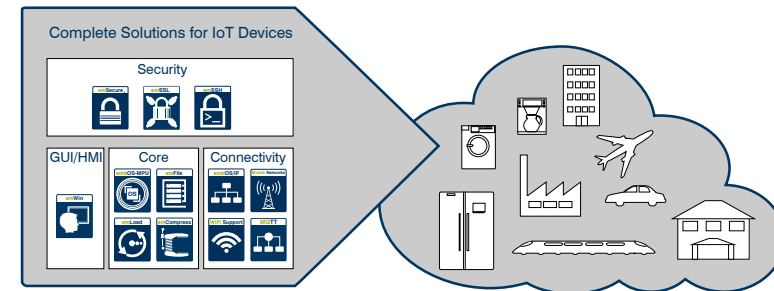 Complete Solutions for IoT Devices
Security
emSecure emSSL emSSH
>_
GUI/HMI Core Connectivity
embOS-MPU emFile embOS/IP Mobile Networks
OS
emWin
emLoad emCompress WiFi Support MQTT